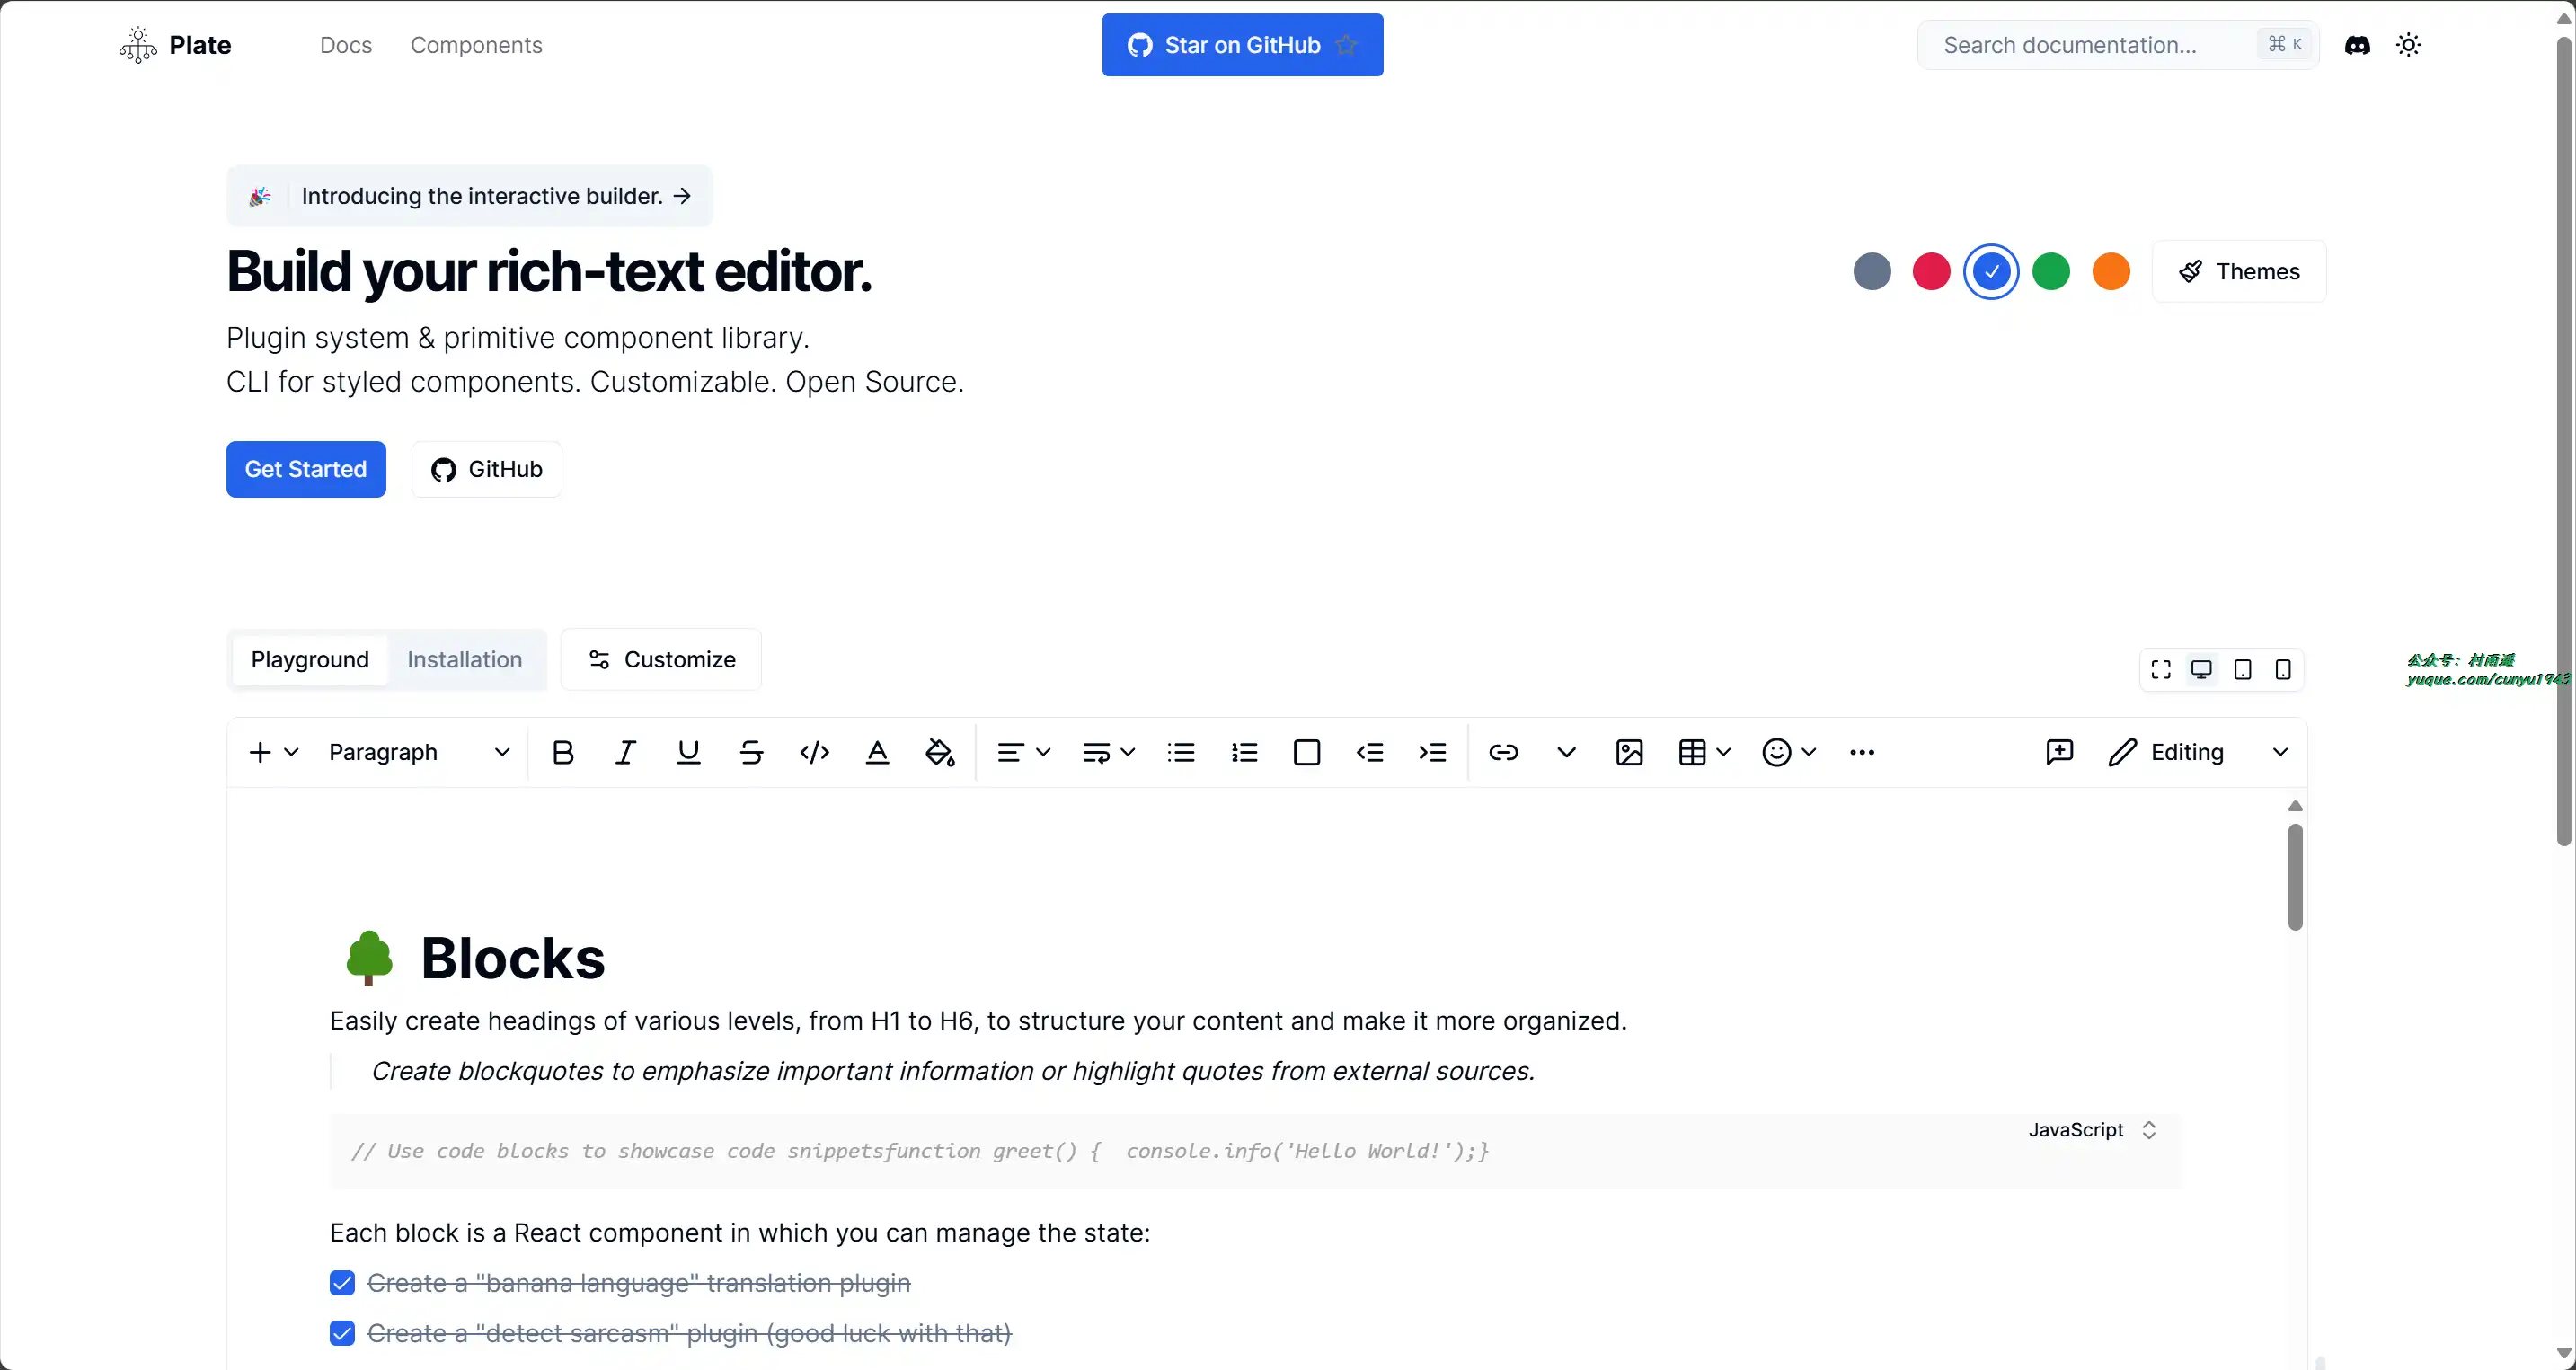 Plate
Docs
Components
Star on GitHub
Search documentation...
⌘ K
Introducing the interactive builder. →
Build your rich-text editor.
Themes
Plugin system & primitive component library.
CLI for styled components. Customizable. Open Source.
Get Started
GitHub
Playground
Installation
Customize
公众号：村雨遥
yuque.com/cunyu1943
Paragraph
Editing
Blocks
Easily create headings of various levels, from H1 to H6, to structure your content and make it more organized.
Create blockquotes to emphasize important information or highlight quotes from external sources.
JavaScript
// Use code blocks to showcase code snippetsfunction greet() {  console.info('Hello World!');}
Each block is a React component in which you can manage the state:
Create a "banana language" translation plugin
Create a "detect sarcasm" plugin (good luck with that)